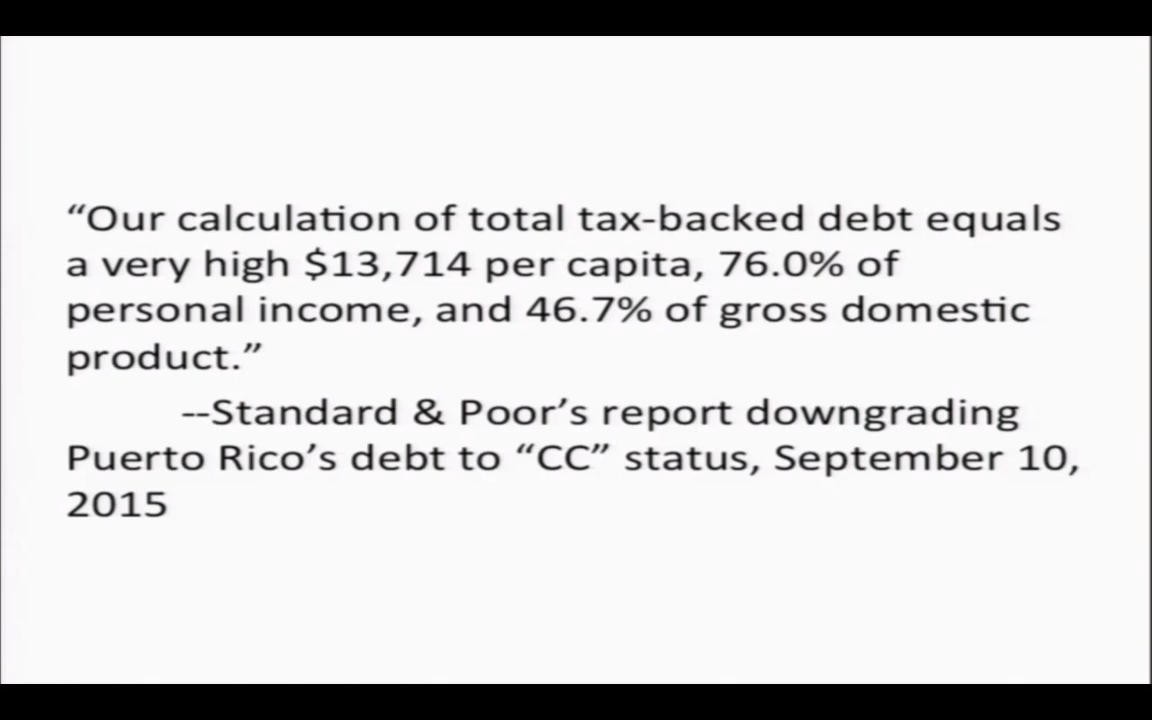 “Our calculation of total tax-backed debt equals
a very high $13,714 per capita, 76.0% of
personal income, and 46.7% of gross domestic
product.”
--Standard & Poor’s report downgrading
Puerto Rico’s debt to “CC” status, September 10,
2015